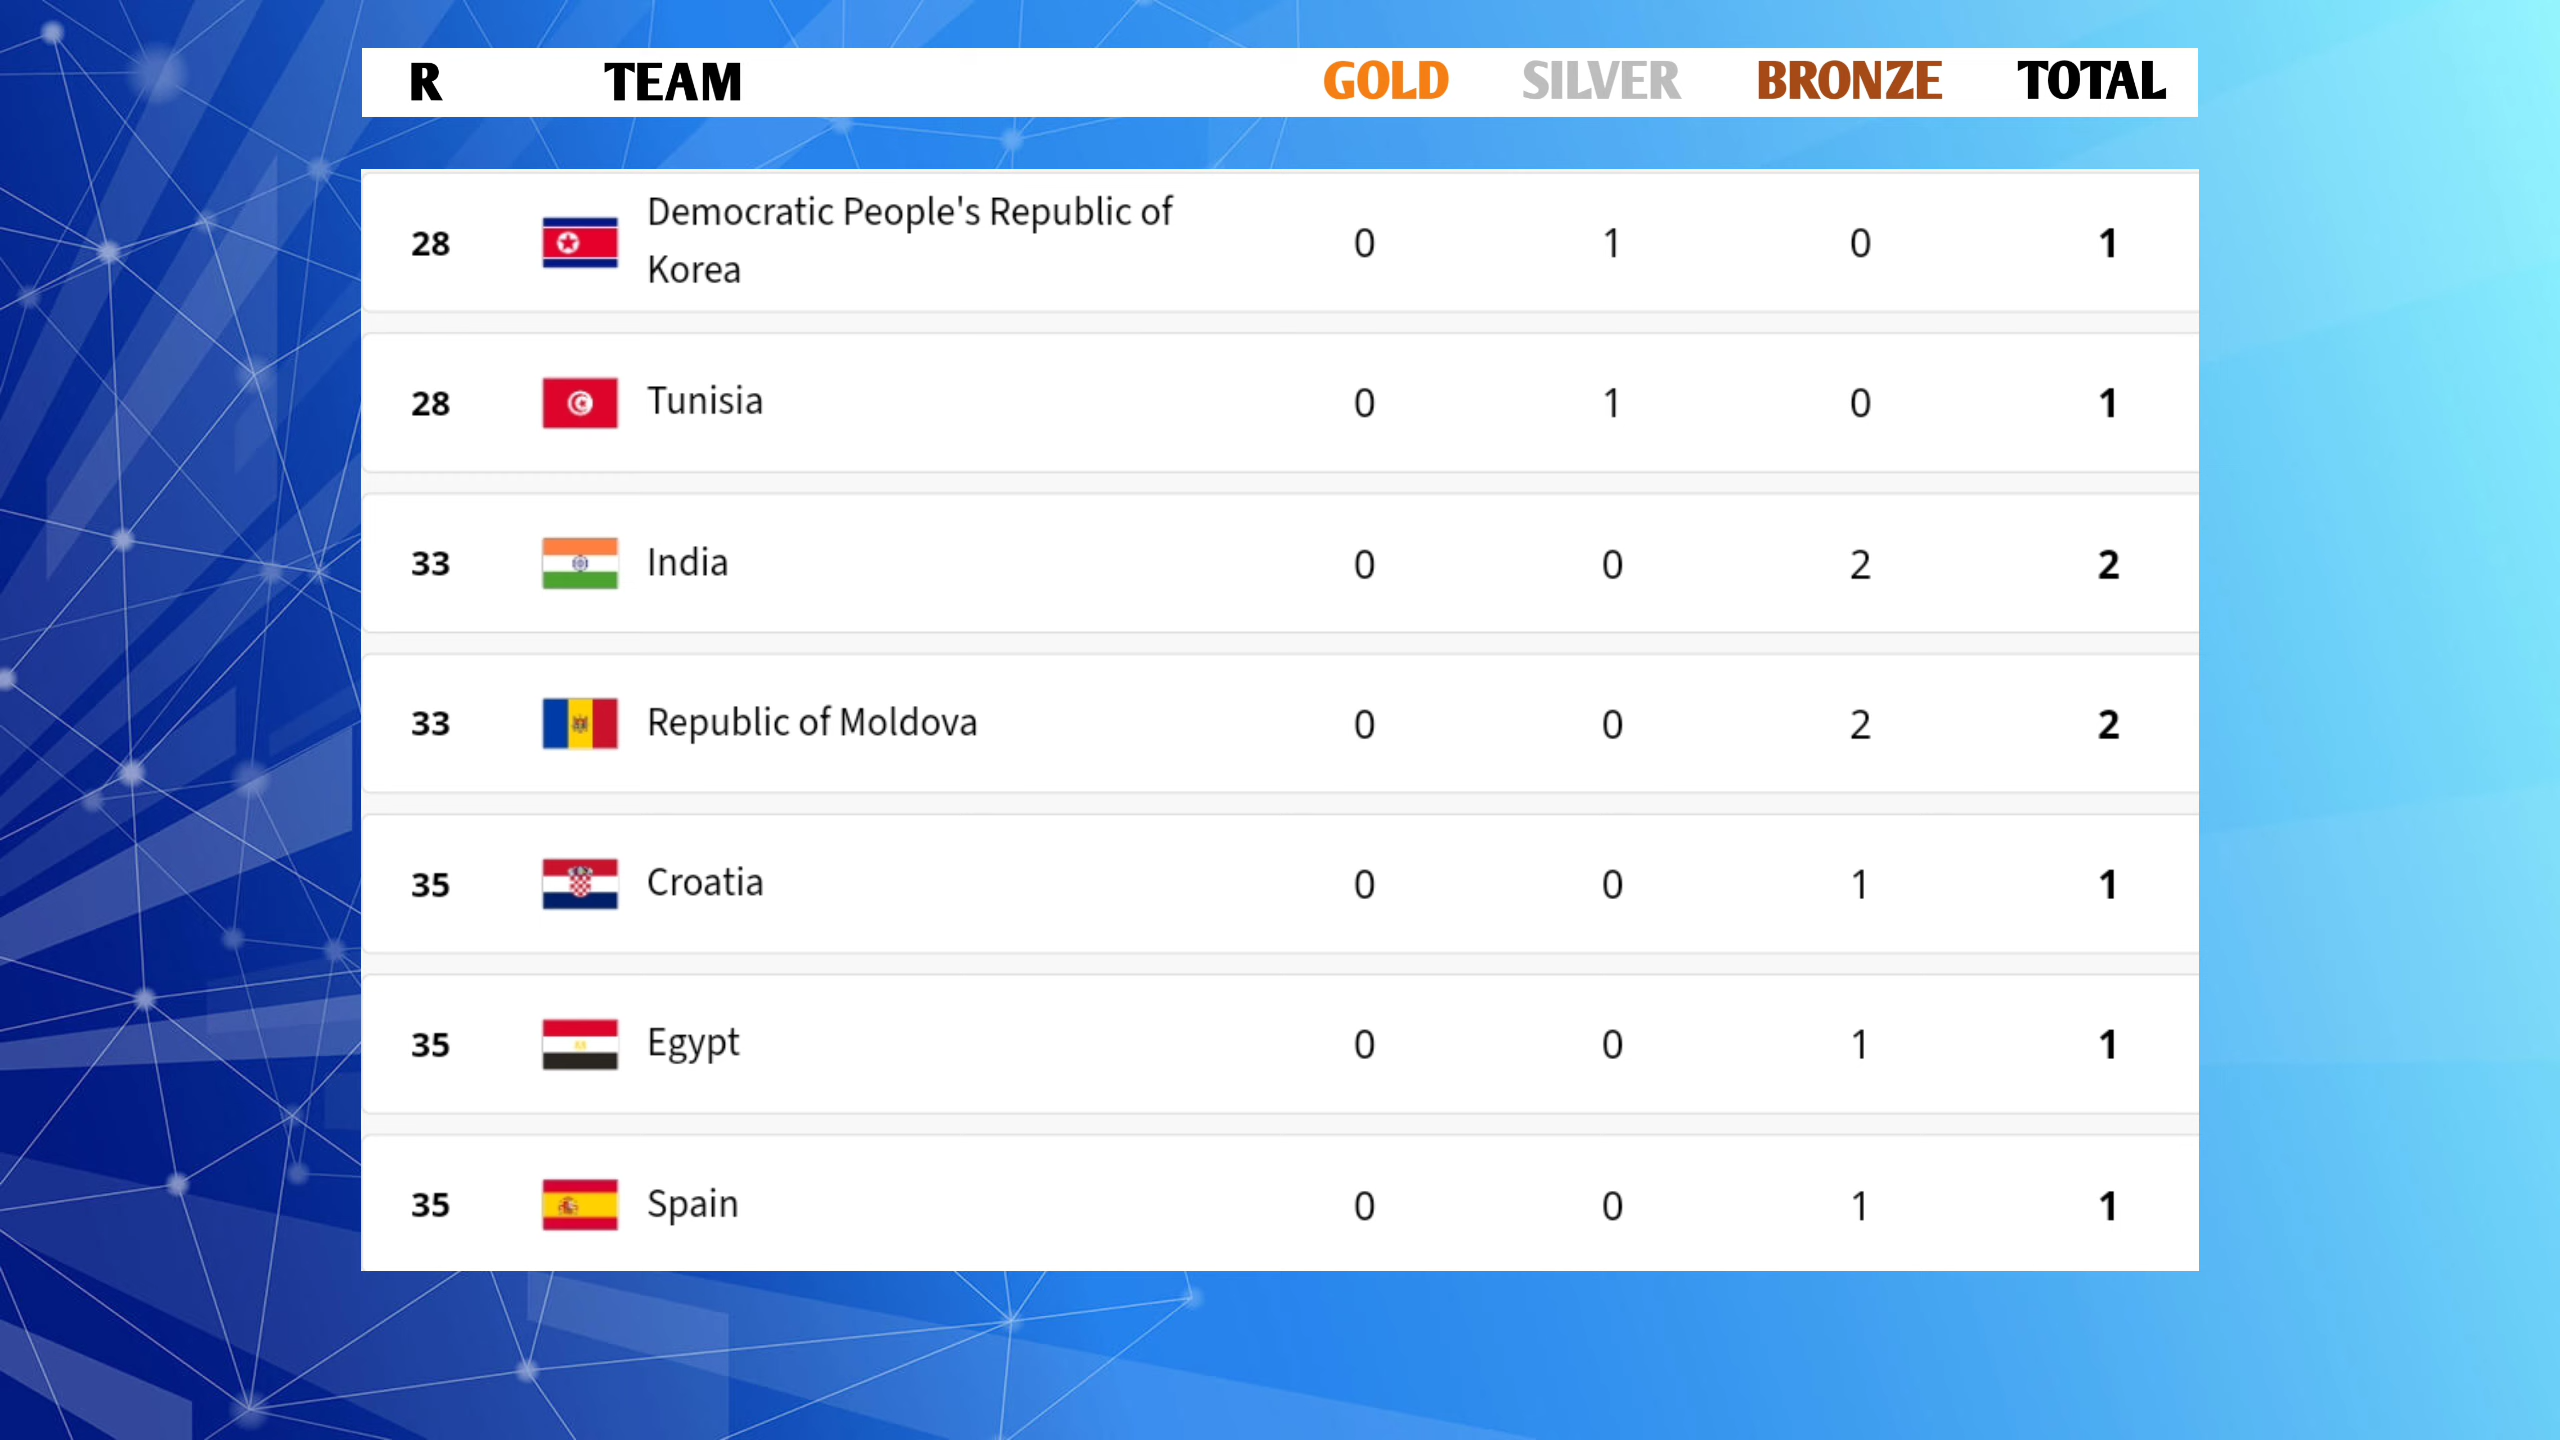 R TEAM GOLD SILVER BRONZE TOTAL
28 Democratic People's Republic of
Korea 0 1 0 1
28 Tunisia 0 1 0 1
33 India 0 0 2 2
33 Republic of Moldova 0 0 2 2
35 Croatia 0 0 1 1
35 Egypt 0 0 1 1
35 Spain 0 0 1 1